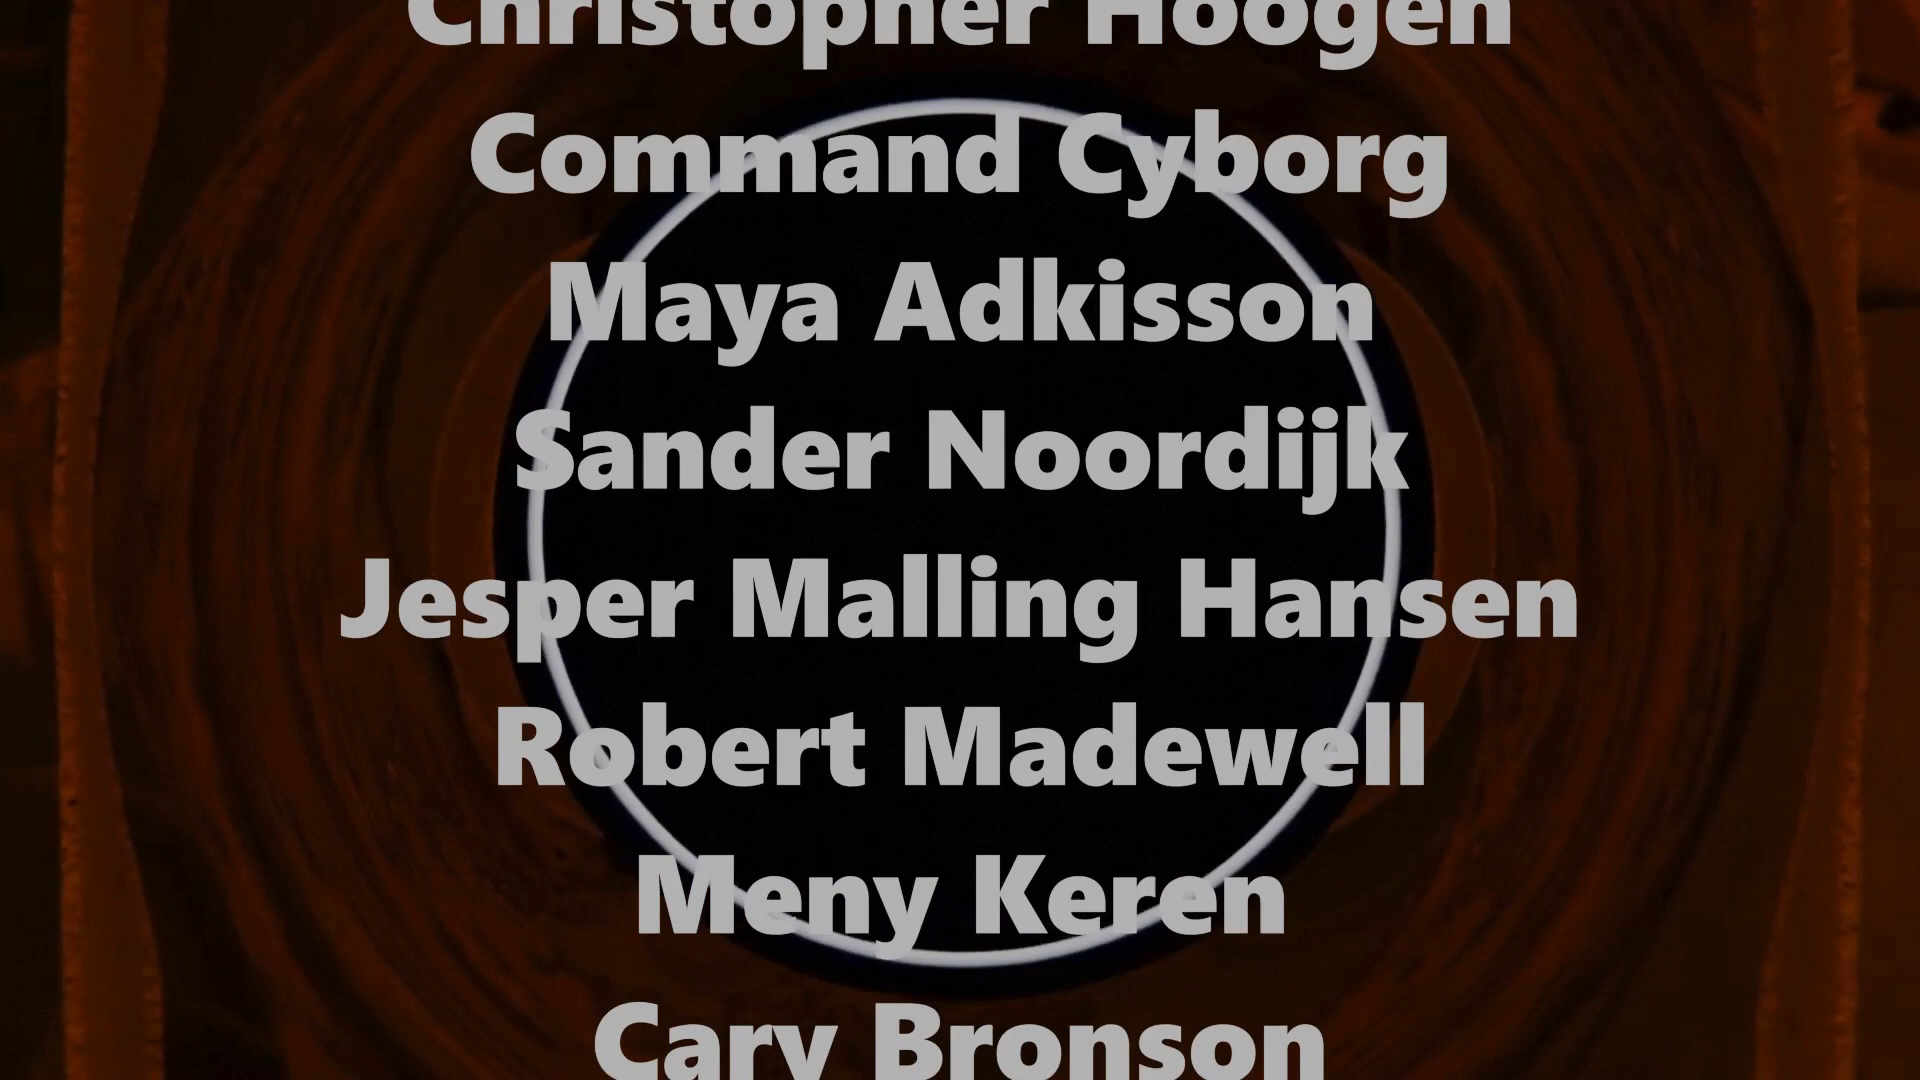 Christopher Hoogen
Command Cyborg
Maya Adkisson
Sander Noordijk
Jesper Malling Hansen
Robert Madewell
Meny Keren
Cary Bronson